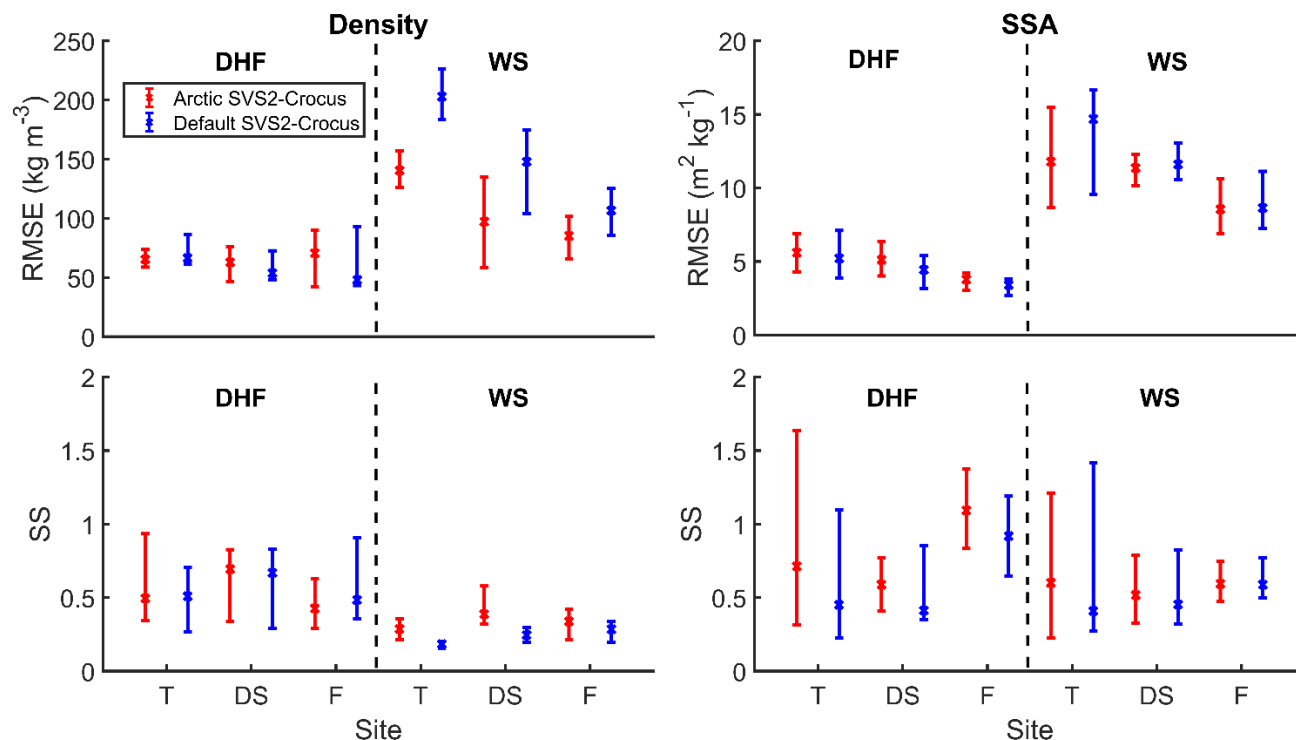 Density
250
200
150
100
50
0
RMSE (kg m⁻³)
DHF
WS
Arctic SVS2-Crocus
Default SVS2-Crocus
SSA
20
15
10
5
0
RMSE (m² kg⁻¹)
DHF
WS
2
1.5
1
0.5
0
SS
DHF
WS
T DS F T DS F
Site
2
1.5
1
0.5
0
SS
DHF
WS
T DS F T DS F
Site